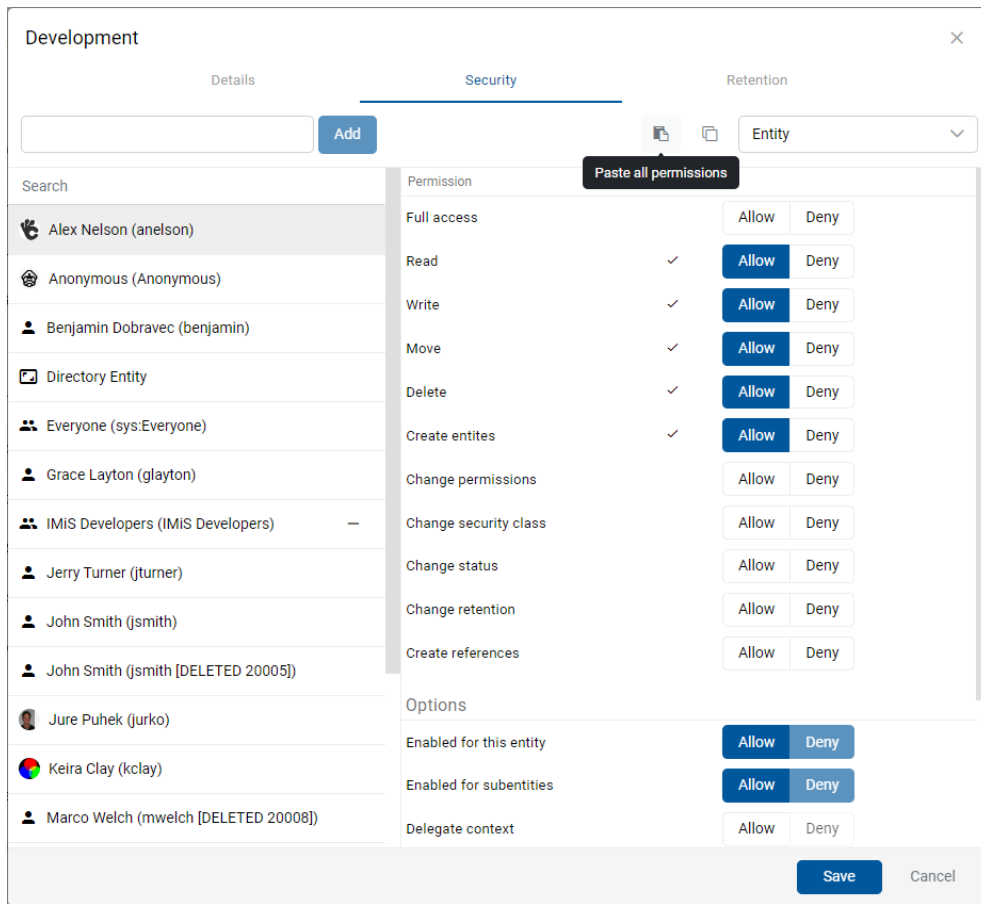 Development
Details Security Retention
Add Entity
Paste all permissions
Search
Alex Nelson (anelson)
Anonymous (Anonymous)
Benjamin Dobravec (benjamin)
Directory Entity
Everyone (sys:Everyone)
Grace Layton (glayton)
IMiS Developers (IMiS Developers)
Jerry Turner (jturner)
John Smith (jsmith)
John Smith (jsmith [DELETED 20005])
Jure Puhek (jurko)
Keira Clay (kclay)
Marco Welch (mwelch [DELETED 20008])
Permission
Full access Allow Deny
Read Allow Deny
Write Allow Deny
Move Allow Deny
Delete Allow Deny
Create entites Allow Deny
Change permissions Allow Deny
Change security class Allow Deny
Change status Allow Deny
Change retention Allow Deny
Create references Allow Deny
Options
Enabled for this entity Allow Deny
Enabled for subentities Allow Deny
Delegate context Allow Deny
Save Cancel